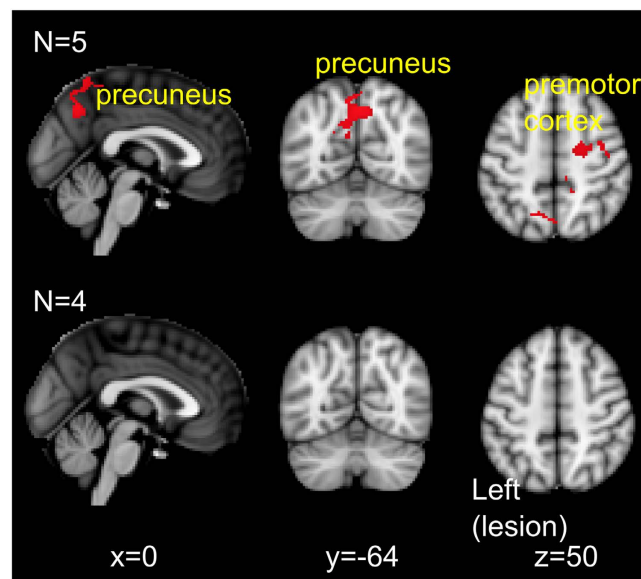 N=5
precuneus
precuneus
premotor
cortex
N=4
Left
(lesion)
x=0
y=-64
z=50